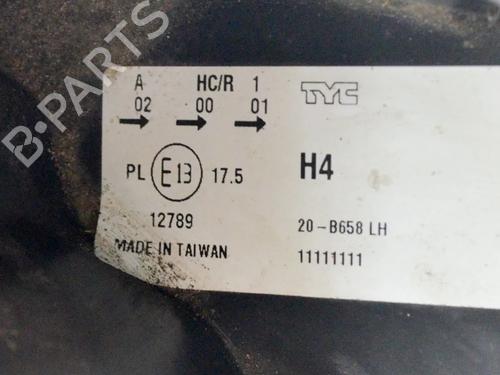 B-PARTS
A HC/R 1 TYC
02 00 01
PL E13 17.5 H4
12789 20-B658 LH
MADE IN TAIWAN 11111111